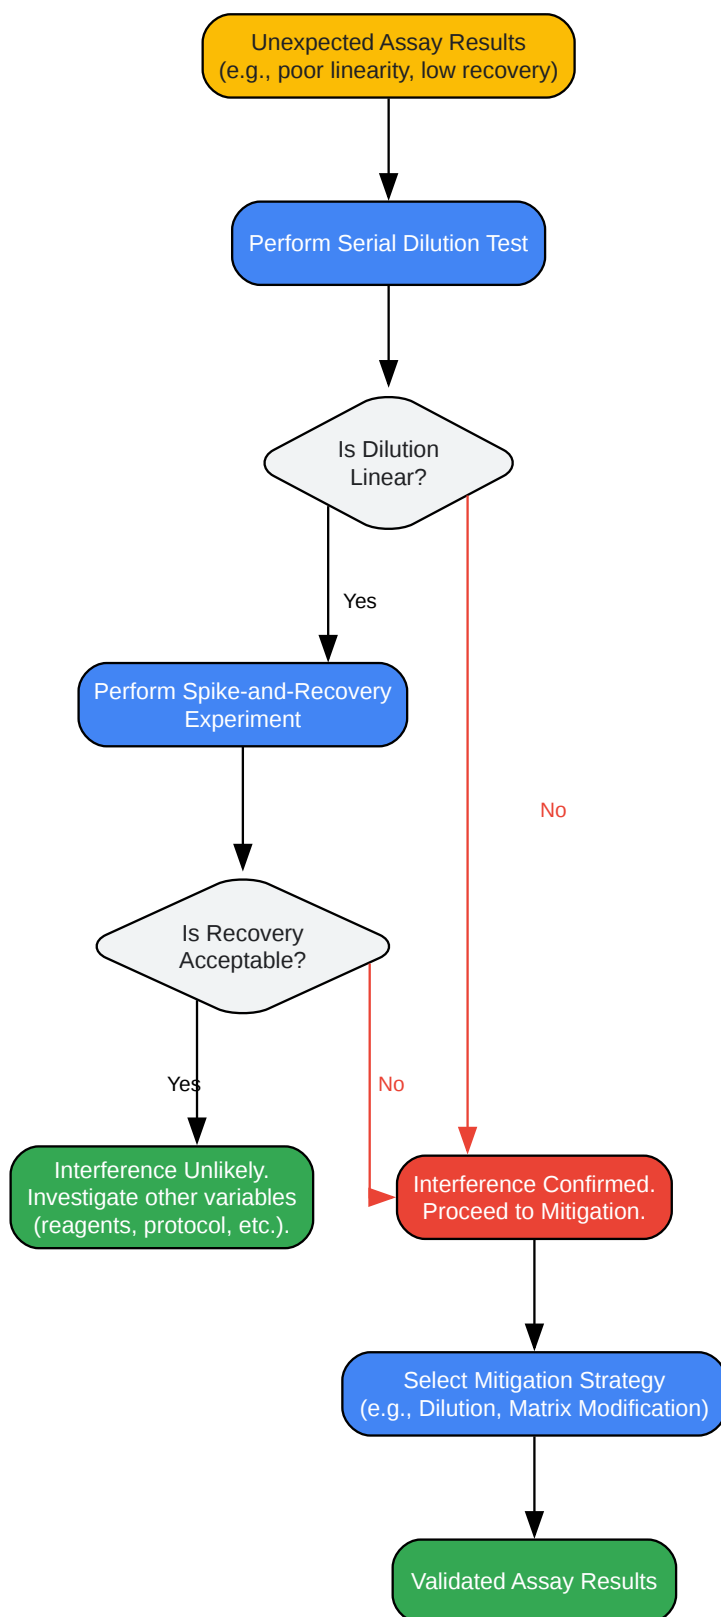 Unexpected Assay Results
(e.g., poor linearity, low recovery)
Perform Serial Dilution Test
Is Dilution
Linear?
Yes
Perform Spike-and-Recovery
Experiment
No
Is Recovery
Acceptable?
Yes
No
Interference Unlikely.
Investigate other variables
(reagents, protocol, etc.).
Interference Confirmed.
Proceed to Mitigation.
Select Mitigation Strategy
(e.g., Dilution, Matrix Modification)
Validated Assay Results